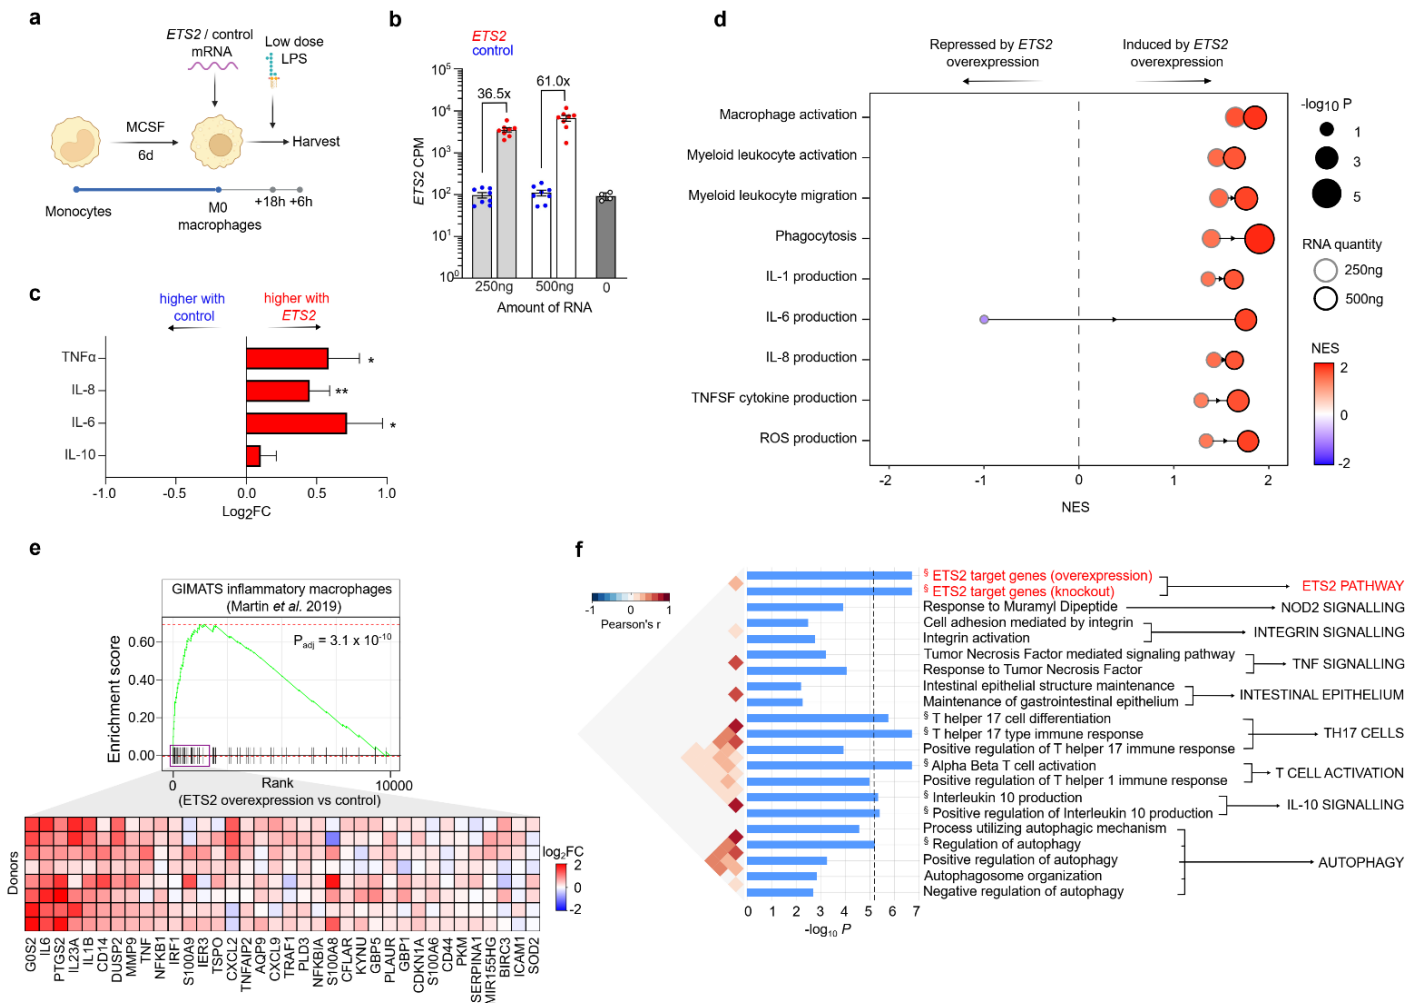 a
ETS2 / control
mRNA
Low dose
LPS
MCSF
6d
Harvest
Monocytes
M0
macrophages
+18h +6h
b
ETS2
control
ETS2 CPM
10^5
10^4
10^3
10^2
10^1
10^0
36.5x
61.0x
250ng
500ng
0
Amount of RNA
c
higher with
control
higher with
ETS2
TNFα
IL-8
IL-6
IL-10
*
**
*
-1.0
-0.5
0.0
0.5
1.0
Log2FC
d
Repressed by ETS2
overexpression
Induced by ETS2
overexpression
Macrophage activation
Myeloid leukocyte activation
Myeloid leukocyte migration
Phagocytosis
IL-1 production
IL-6 production
IL-8 production
TNFSF cytokine production
ROS production
-2
-1
0
1
2
NES
-log10 P
1
3
5
RNA quantity
250ng
500ng
NES
2
0
-2
e
GIMATS inflammatory macrophages
(Martin et al. 2019)
Padj = 3.1 x 10^-10
Enrichment score
0.60
0.40
0.20
0.00
0
Rank
10000
(ETS2 overexpression vs control)
Donors
log2FC
2
0
-2
G0S2
IL6
PTGS2
IL23A
IL1B
CD14
DUSP2
MMP9
TNF
NFKB1
IRF1
S100A9
IER3
TSPO
CXCL2
TNFAIP2
AQP9
CXCL9
TRAF1
PLD3
NFKBIA
S100A8
CFLAR
KYNU
GBP5
PLAUR
GBP1
CDKN1A
S100A6
CD44
PKM
SERPINA1
MIR155HG
BIRC3
ICAM1
SOD2
f
-1
0
1
Pearson's r
§ ETS2 target genes (overexpression)
§ ETS2 target genes (knockout)
Response to Muramyl Dipeptide
Cell adhesion mediated by integrin
Integrin activation
Tumor Necrosis Factor mediated signaling pathway
Response to Tumor Necrosis Factor
Intestinal epithelial structure maintenance
Maintenance of gastrointestinal epithelium
§ T helper 17 cell differentiation
§ T helper 17 type immune response
Positive regulation of T helper 17 immune response
§ Alpha Beta T cell activation
Positive regulation of T helper 1 immune response
§ Interleukin 10 production
§ Positive regulation of Interleukin 10 production
Process utilizing autophagic mechanism
§ Regulation of autophagy
Positive regulation of autophagy
Autophagosome organization
Negative regulation of autophagy
ETS2 PATHWAY
NOD2 SIGNALLING
INTEGRIN SIGNALLING
TNF SIGNALLING
INTESTINAL EPITHELIUM
TH17 CELLS
T CELL ACTIVATION
IL-10 SIGNALLING
AUTOPHAGY
0
1
2
3
4
5
6
7
-log10 P